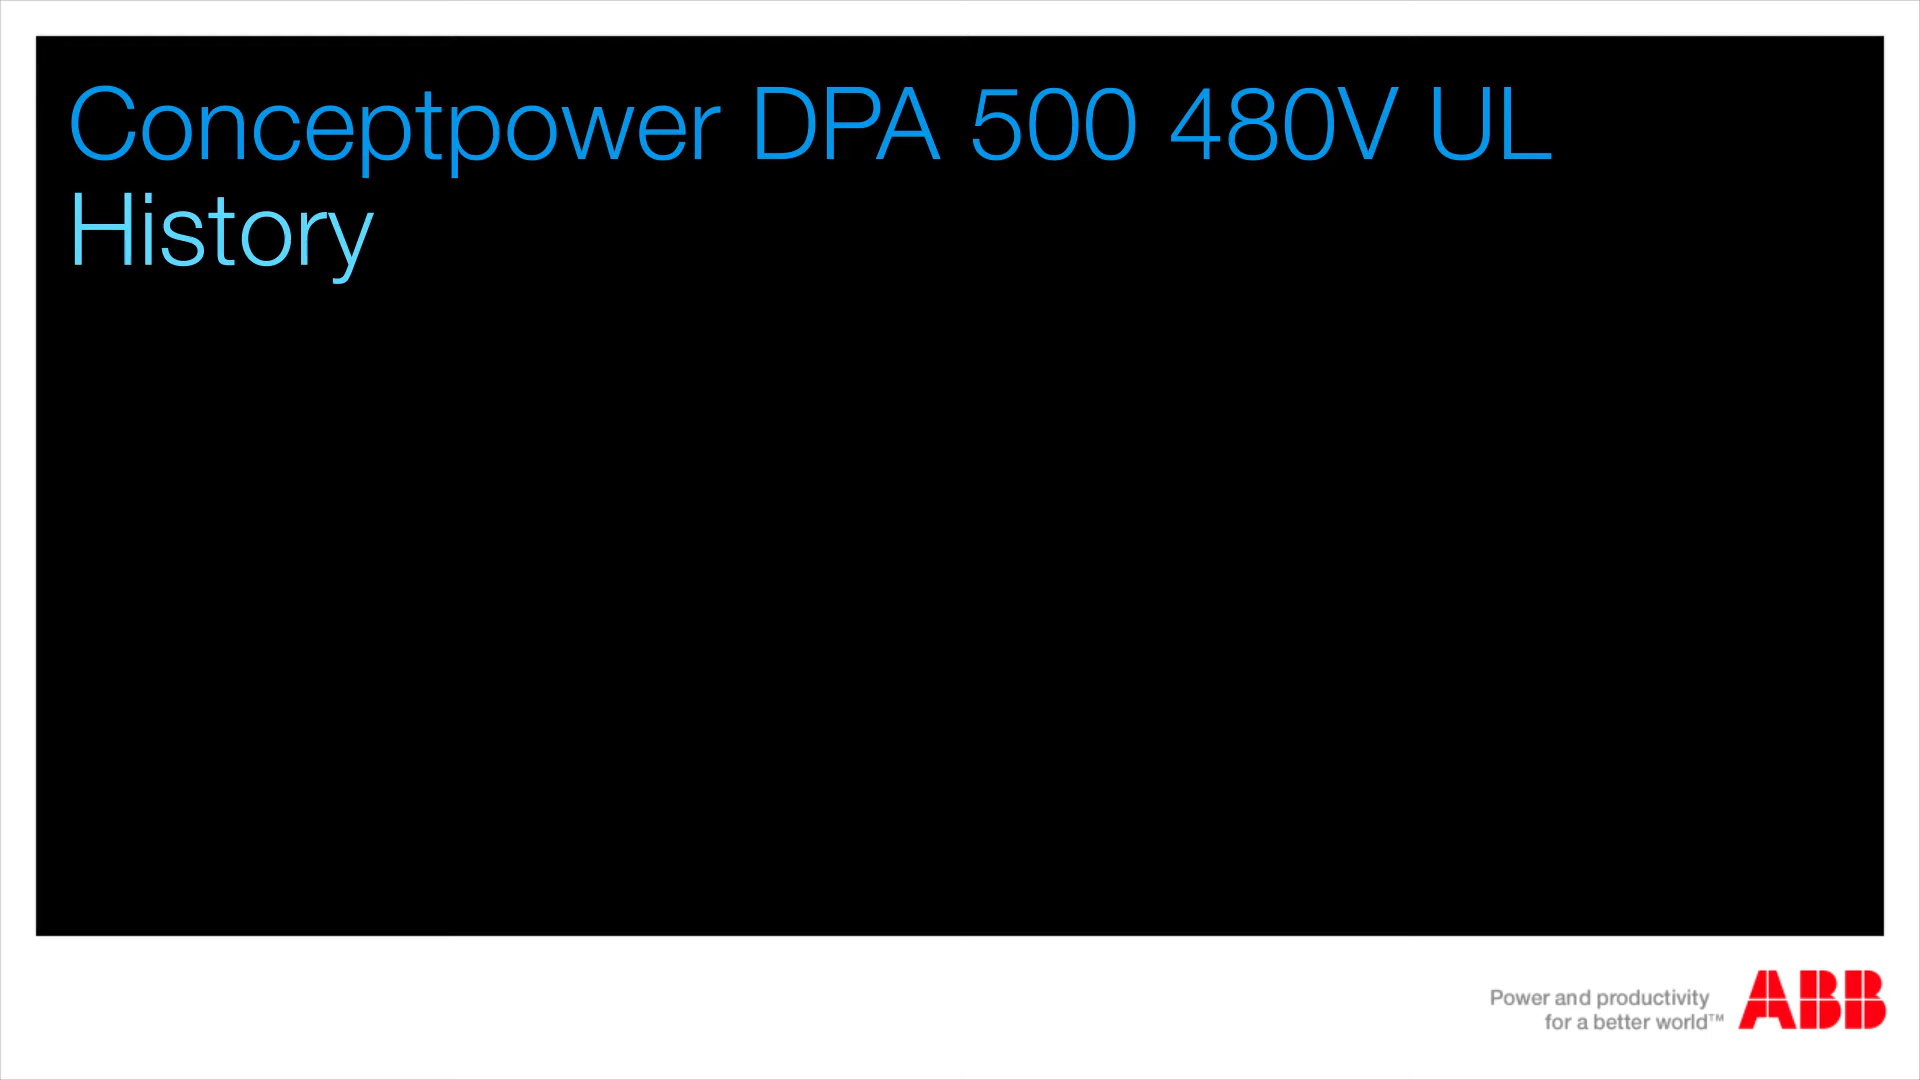 Conceptpower DPA 500 480V UL
History
Power and productivity
for a better world™
ABB